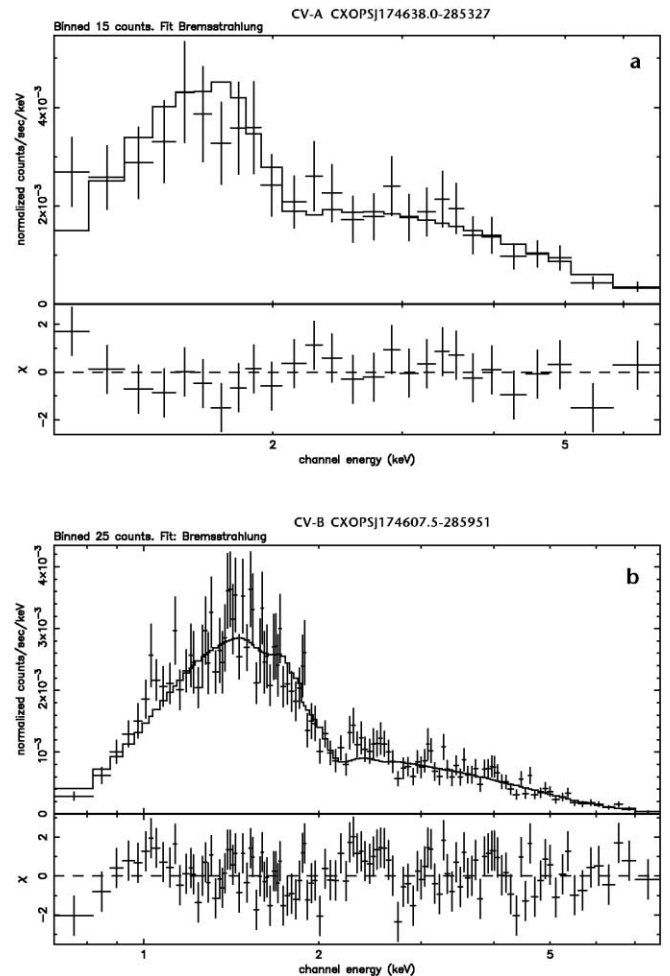 CV-A CXOPSJ174638.0-285327
Binned 15 counts. Fit Bremsstrahlung
a
normalized counts/sec/keV
4×10⁻³
2×10⁻³
0
χ
2
0
−2
2
5
channel energy (keV)
CV-B CXOPSJ174607.5-285951
Binned 25 counts. Fit: Bremsstrahlung
b
normalized counts/sec/keV
4×10⁻³
3×10⁻³
2×10⁻³
10⁻³
0
χ
2
0
−2
1
2
5
channel energy (keV)